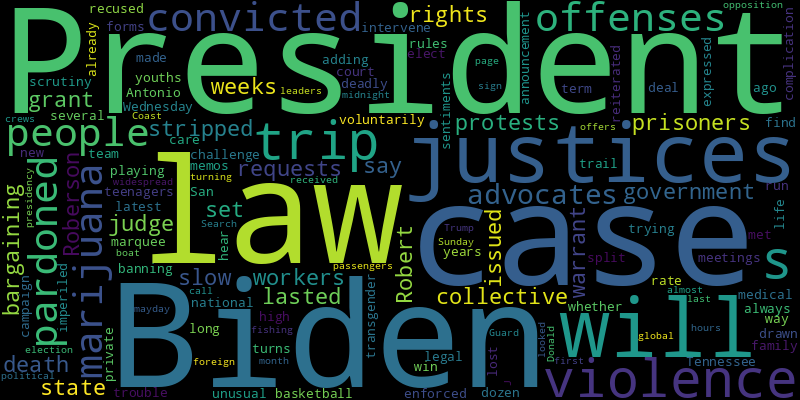 President
recused
convicted
rights
offenses
opposition
already
forms
intervene
rules
elect
court
deadly
midnight
made
adding
announcement
page
sign
term
deal
ago
expressed
reiterated
complication
scrutiny
youths
Antonio
Wednesday
weeks
leaders
grant
several
Coast
crews
people
stripped
trip
voluntarily
protests
offers
prisoners
find
sentiments
new
team
care
challenge
memos
turning
received
requests
say
justices
trail
run
playing
widespread
teenagers
San
latest
law
advocates
government
life
bargaining
pardoned
presidency
Roberson
marijuana
judge
marquee
boat
banning
set
Search
hear
Robert
Trump
Sunday
years
case
issued
warrant
trying
split
met
meetings
s
campaign
imperiled
slow
workers
passengers
collective
rate
almost
last
medical
call
national
lasted
Biden
mayday
will
whether
always
way
drawn
global
hours
family
Tennessee
election
private
long
high
fishing
transgender
Guard
looked
Donald
first
death
political
state
turns
foreign
month
legal
win
lost
trouble
unusual
basketball
enforced
dozen
violence